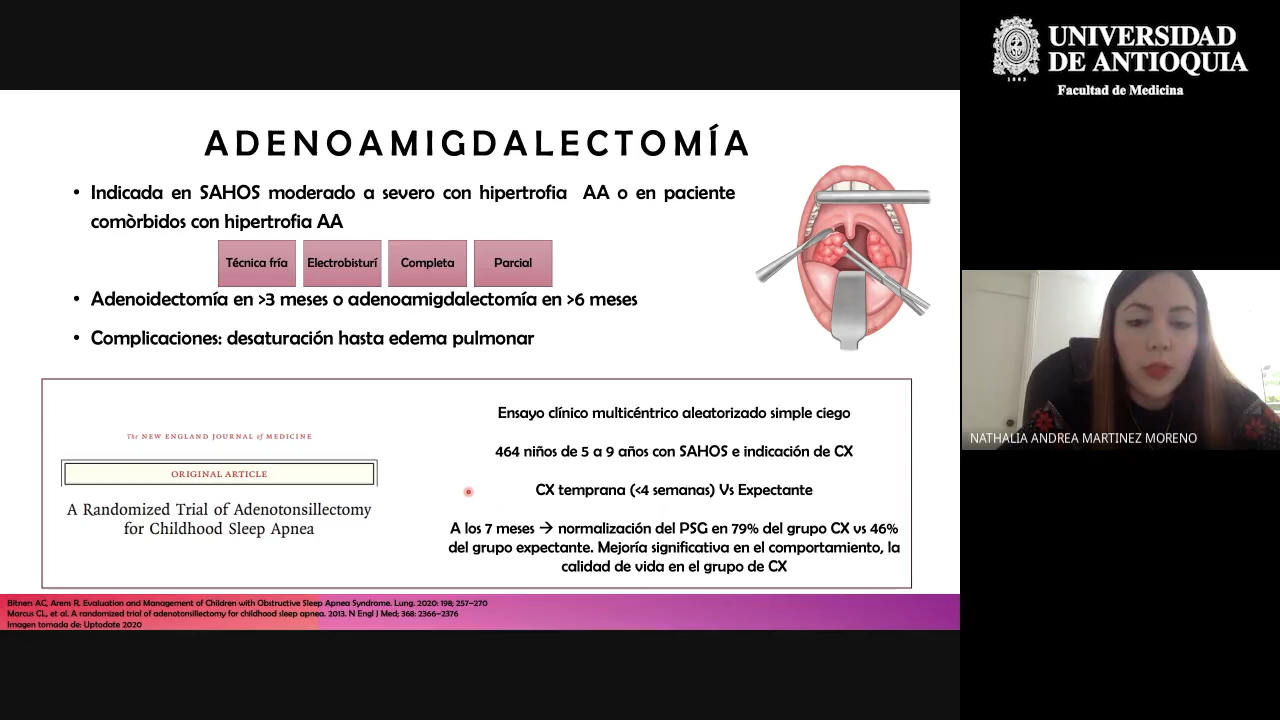 UNIVERSIDAD
DE ANTIOQUIA
1803
Facultad de Medicina
ADENOAMIGDALECTOMÍA
• Indicada en SAHOS moderado a severo con hipertrofia AA o en paciente
comòrbidos con hipertrofia AA
Técnica fría
Electrobisturí
Completa
Parcial
• Adenoidectomía en >3 meses o adenoamigdalectomía en >6 meses
• Complicaciones: desaturación hasta edema pulmonar
The NEW ENGLAND JOURNAL of MEDICINE
ORIGINAL ARTICLE
A Randomized Trial of Adenotonsillectomy
for Childhood Sleep Apnea
Ensayo clínico multicéntrico aleatorizado simple ciego
464 niños de 5 a 9 años con SAHOS e indicación de CX
CX temprana (<4 semanas) Vs Expectante
A los 7 meses → normalización del PSG en 79% del grupo CX vs 46%
del grupo expectante. Mejoría significativa en el comportamiento, la
calidad de vida en el grupo de CX
Bitners AC, Arens R. Evaluation and Management of Children with Obstructive Sleep Apnea Syndrome. Lung. 2020: 198; 257–270
Marcus CL, et al. A randomized trial of adenotonsillectomy for childhood sleep apnea. 2013. N Engl J Med; 368: 2366–2376
Imagen tomada de: Uptodote 2020
NATHALIA ANDREA MARTINEZ MORENO